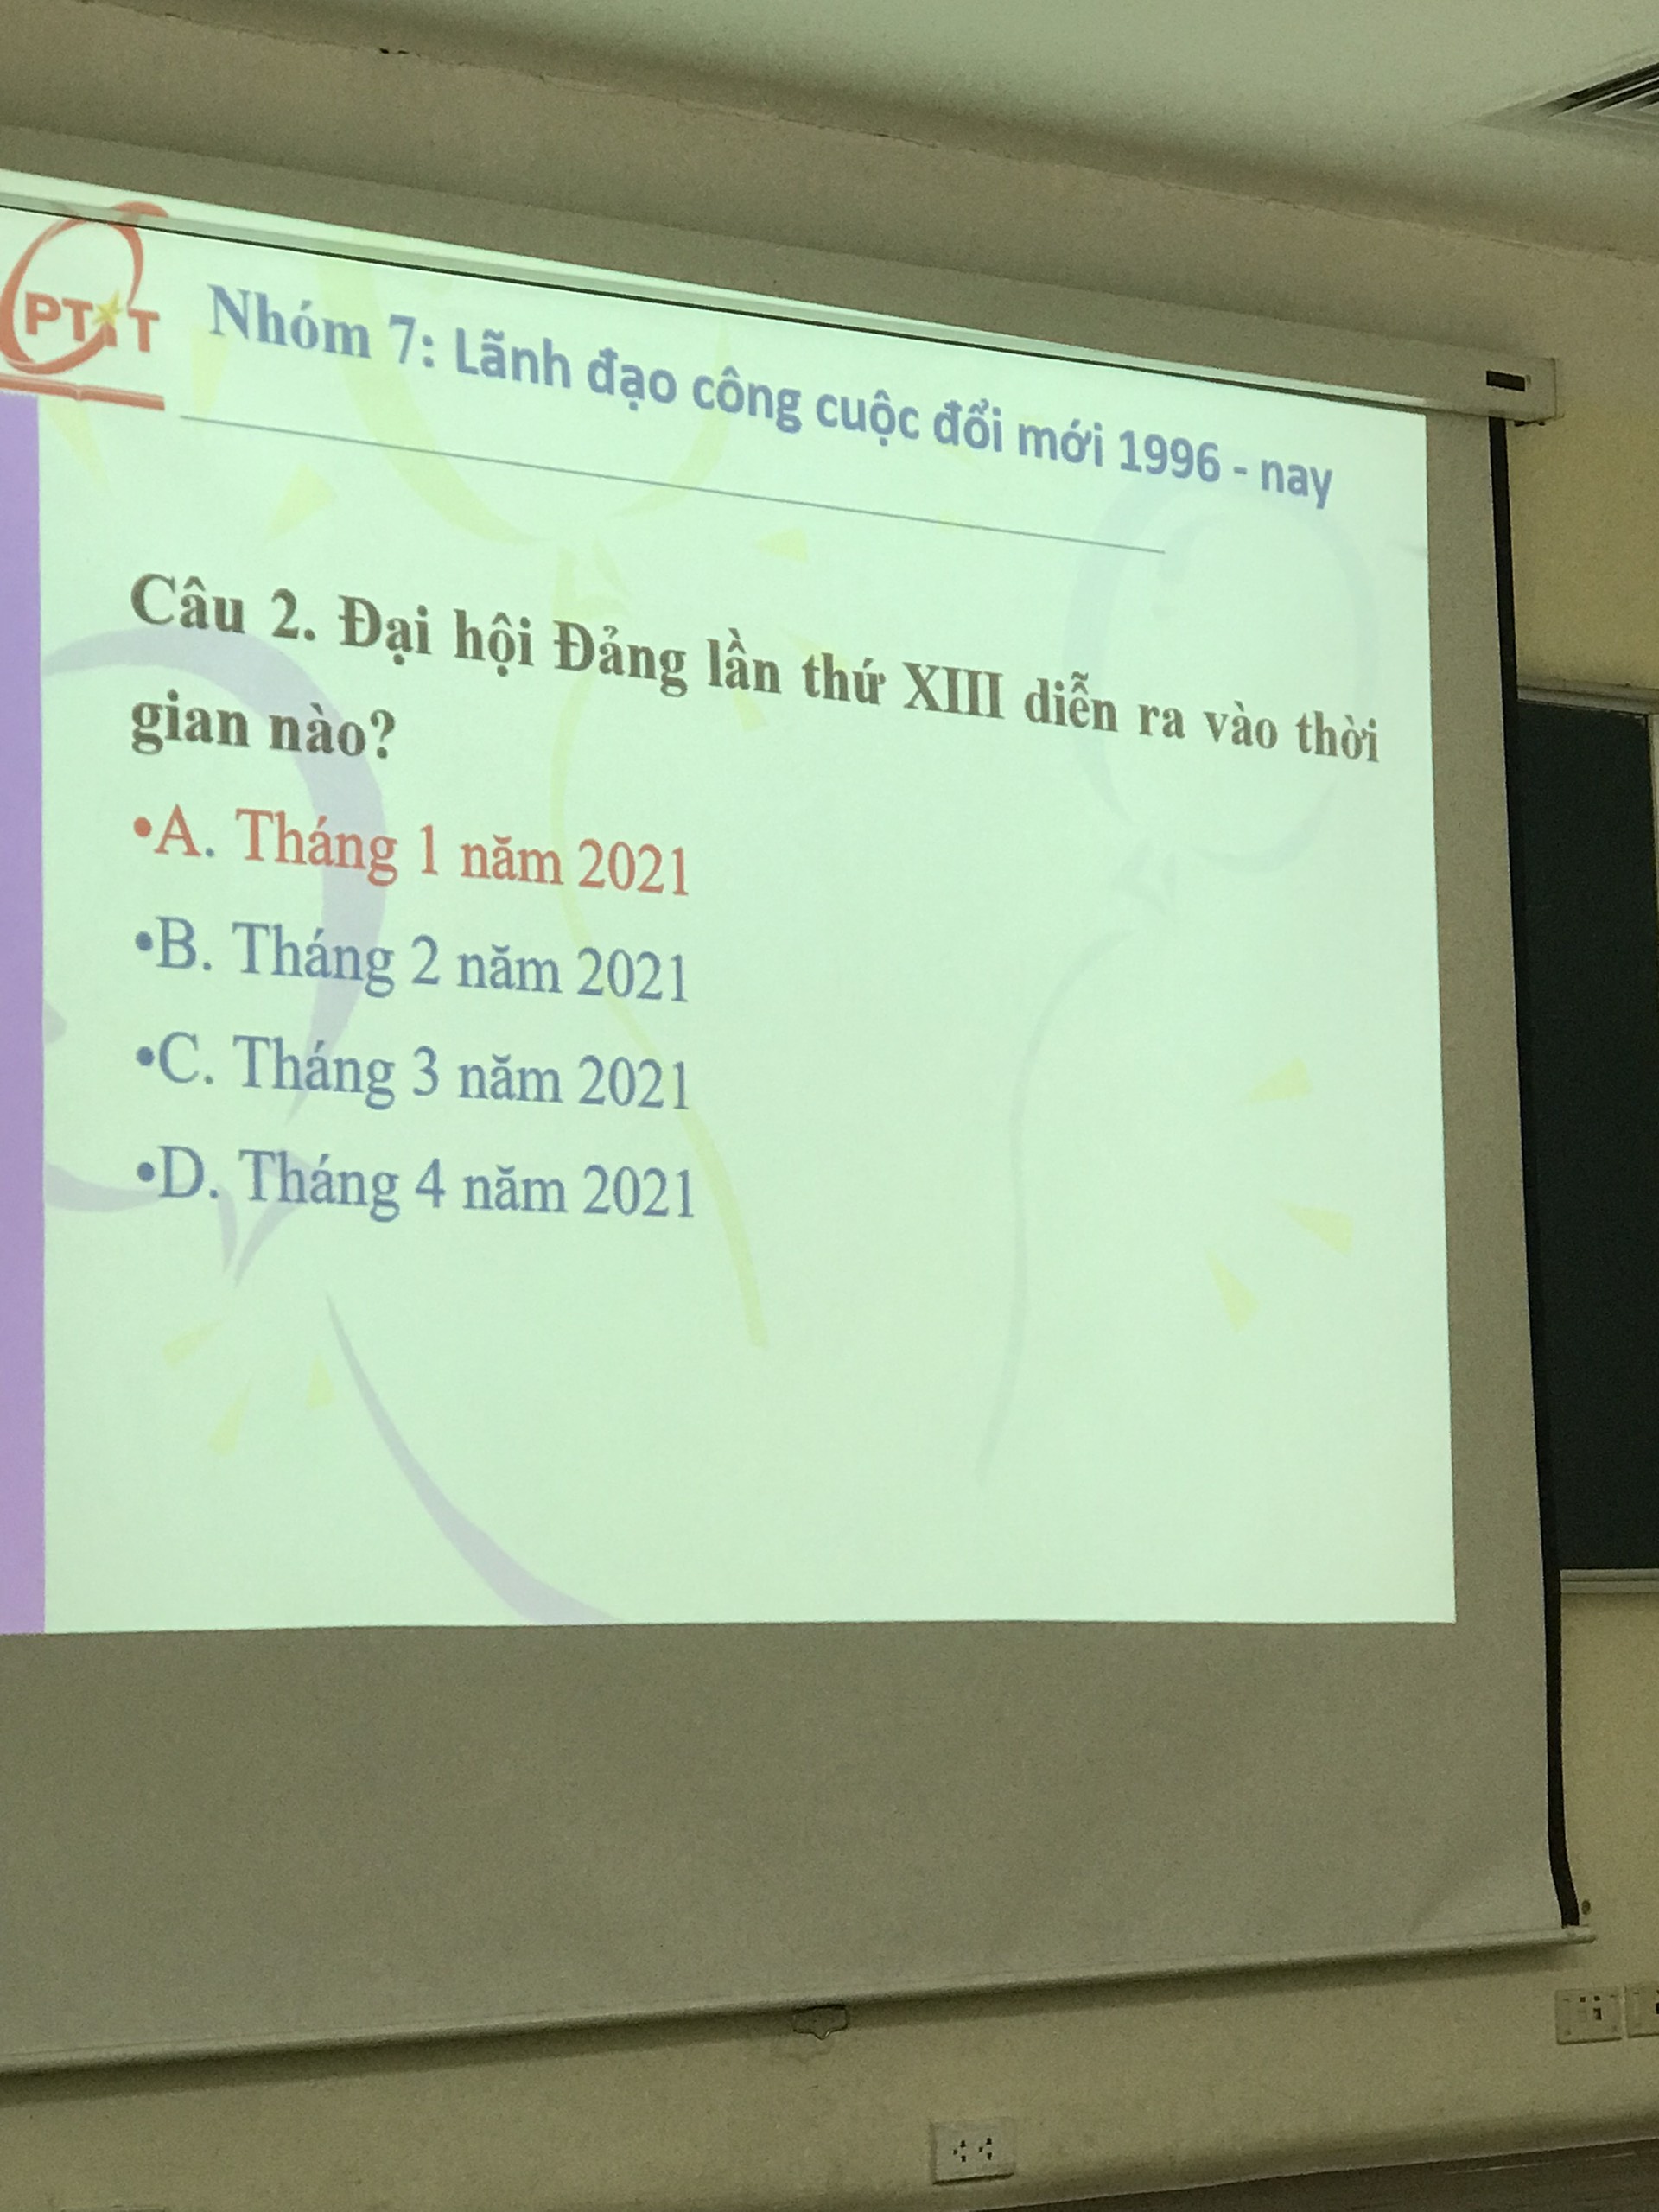 PTIT
Nhóm 7: Lãnh đạo công cuộc đổi mới 1996 - nay
Câu 2. Đại hội Đảng lần thứ XIII diễn ra vào thời
gian nào?
•A. Tháng 1 năm 2021
•B. Tháng 2 năm 2021
•C. Tháng 3 năm 2021
•D. Tháng 4 năm 2021